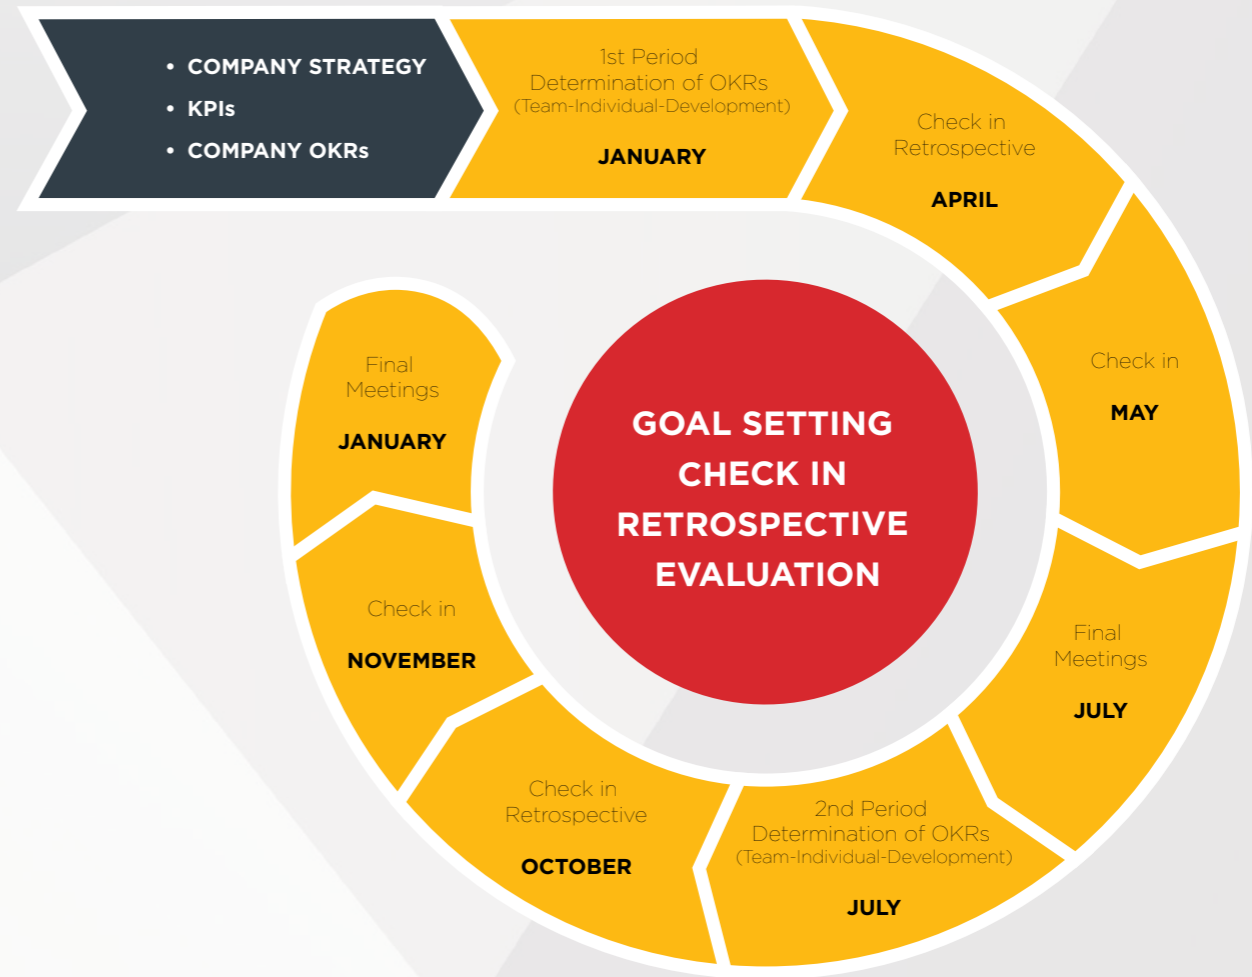 • COMPANY STRATEGY
• KPIs
• COMPANY OKRs
1st Period
Determination of OKRs
(Team-Individual-Development)
JANUARY
Check in
Retrospective
APRIL
Check in
MAY
Final
Meetings
JULY
2nd Period
Determination of OKRs
(Team-Individual-Development)
JULY
Check in
Retrospective
OCTOBER
Check in
NOVEMBER
Final
Meetings
JANUARY
GOAL SETTING
CHECK IN
RETROSPECTIVE
EVALUATION